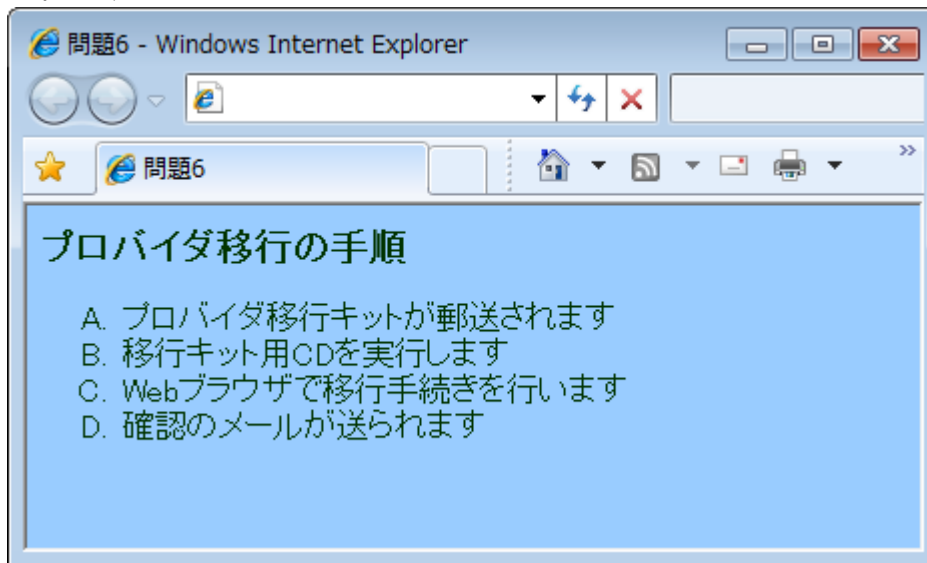 問題6 - Windows Internet Explorer
問題6
プロバイダ移行の手順
A. プロバイダ移行キットが郵送されます
B. 移行キット用CDを実行します
C. Webブラウザで移行手続きを行います
D. 確認のメールが送られます